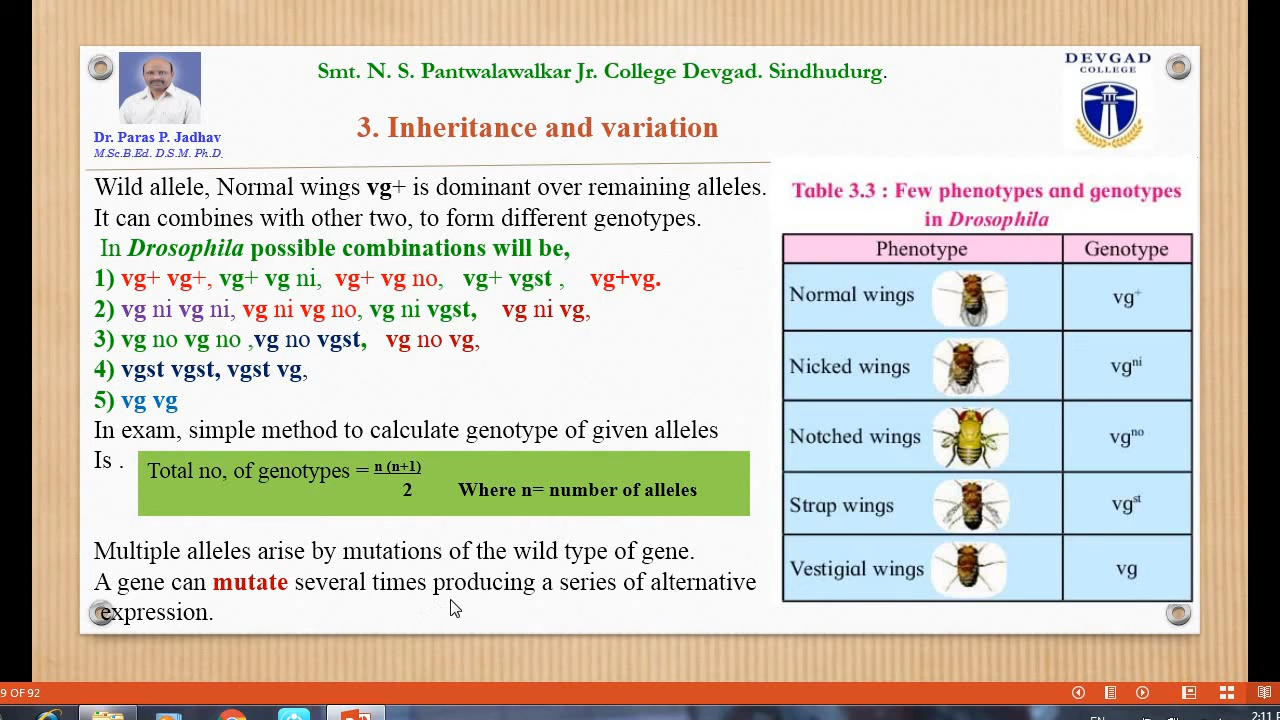 Smt. N. S. Pantwalawalkar Jr. College Devgad. Sindhudurg.
DEVGAD
COLLEGE
3. Inheritance and variation
Dr. Paras P. Jadhav
M.Sc.B.Ed. D.S.M. Ph.D.
Wild allele, Normal wings vg+ is dominant over remaining alleles.
It can combines with other two, to form different genotypes.
In Drosophila possible combinations will be,
1) vg+ vg+, vg+ vg ni, vg+ vg no, vg+ vgst , vg+vg.
2) vg ni vg ni, vg ni vg no, vg ni vgst, vg ni vg,
3) vg no vg no ,vg no vgst, vg no vg,
4) vgst vgst, vgst vg,
5) vg vg
In exam, simple method to calculate genotype of given alleles
Is .
Total no, of genotypes = n (n+1)
2 Where n= number of alleles
Multiple alleles arise by mutations of the wild type of gene.
A gene can mutate several times producing a series of alternative
expression.
Table 3.3 : Few phenotypes and genotypes
in Drosophila
Phenotype Genotype
Normal wings vg+
Nicked wings vgni
Notched wings vgno
Strap wings vgst
Vestigial wings vg
9 OF 92